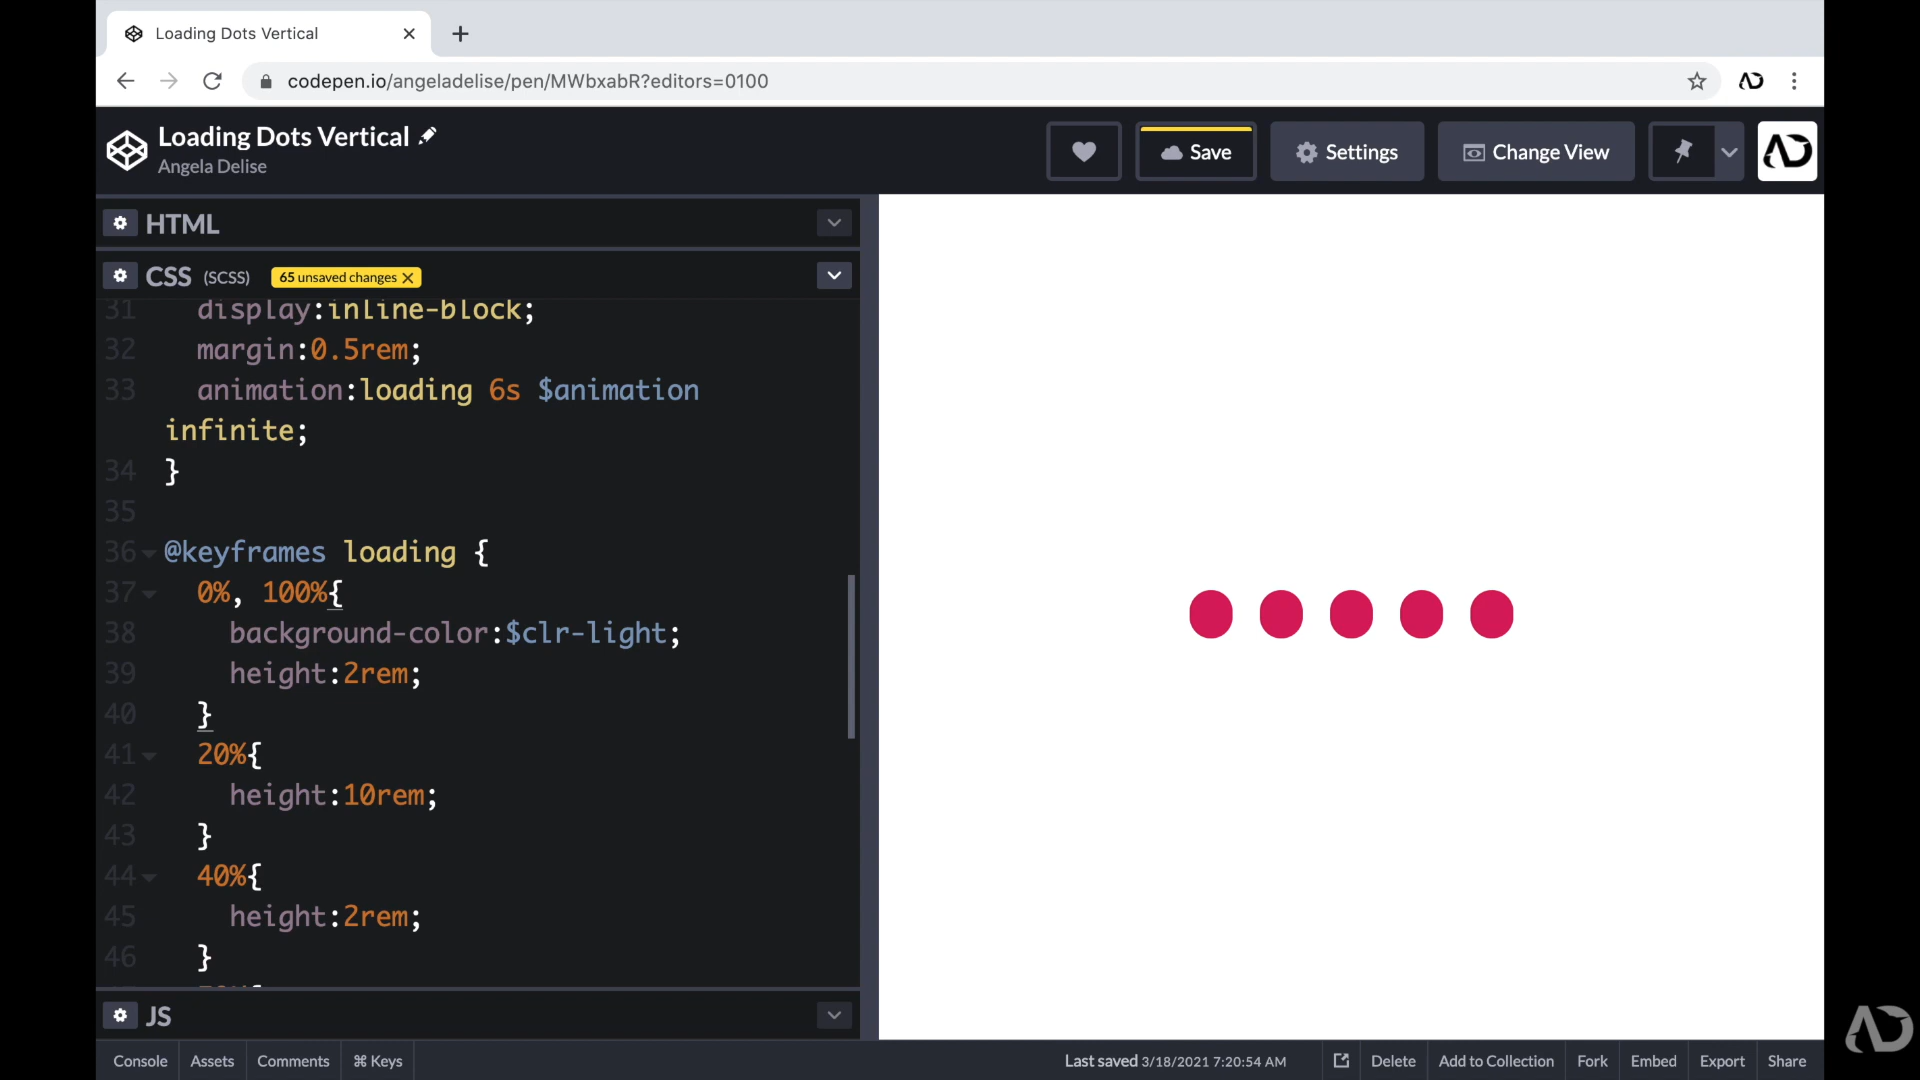 Loading Dots Vertical
codepen.io/angeladelise/pen/MWbxabR?editors=0100
Loading Dots Vertical
Angela Delise
Save
Settings
Change View
HTML
CSS (SCSS) 65 unsaved changes
31 display:inline-block;
32 margin:0.5rem;
33 animation:loading 6s $animation
infinite;
34 }
35
36 @keyframes loading {
37 0%, 100%{
38 background-color:$clr-light;
39 height:2rem;
40 }
41 20%{
42 height:10rem;
43 }
44 40%{
45 height:2rem;
46 }
JS
Console Assets Comments ⌘ Keys
Last saved 3/18/2021 7:20:54 AM Delete Add to Collection Fork Embed Export Share